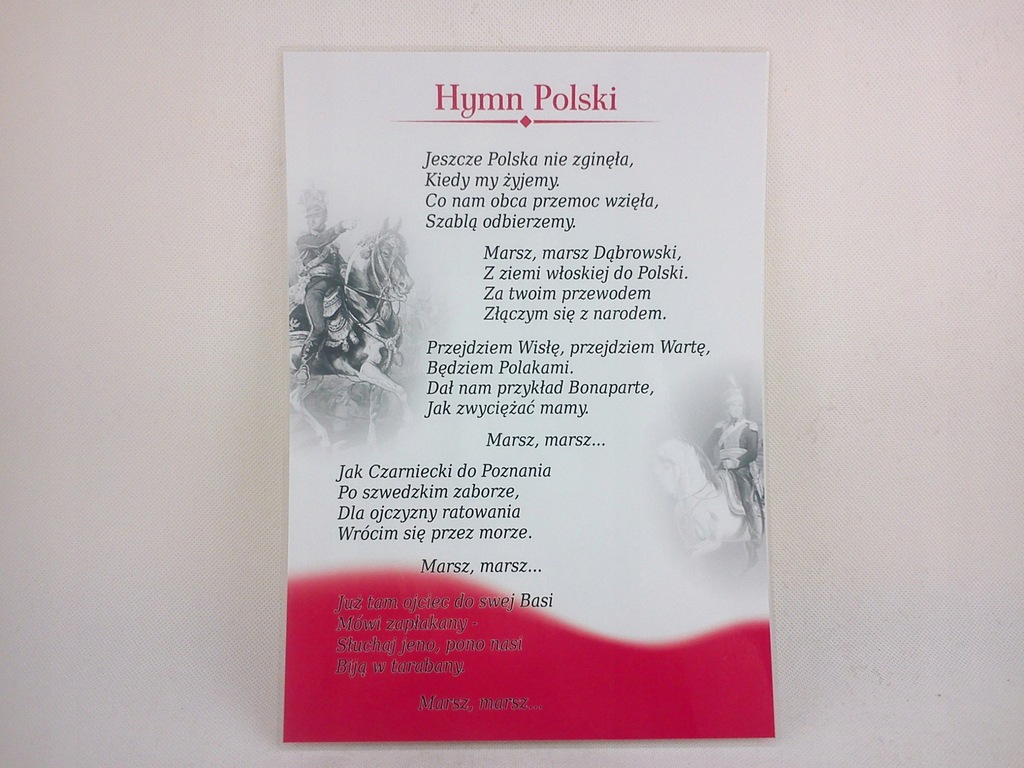 Hymn Polski
Jeszcze Polska nie zginęła,
Kiedy my żyjemy.
Co nam obca przemoc wzięła,
Szablą odbierzemy.
Marsz, marsz Dąbrowski,
Z ziemi włoskiej do Polski.
Za twoim przewodem
Złączym się z narodem.
Przejdziem Wisłę, przejdziem Wartę,
Będziem Polakami.
Dał nam przykład Bonaparte,
Jak zwyciężać mamy.
Marsz, marsz...
Jak Czarniecki do Poznania
Po szwedzkim zaborze,
Dla ojczyzny ratowania
Wrócim się przez morze.
Marsz, marsz...
Już tam ojciec do swej Basi
Mówi zapłakany -
Słuchaj jeno, pono nasi
Biją w tarabany.
Marsz, marsz...